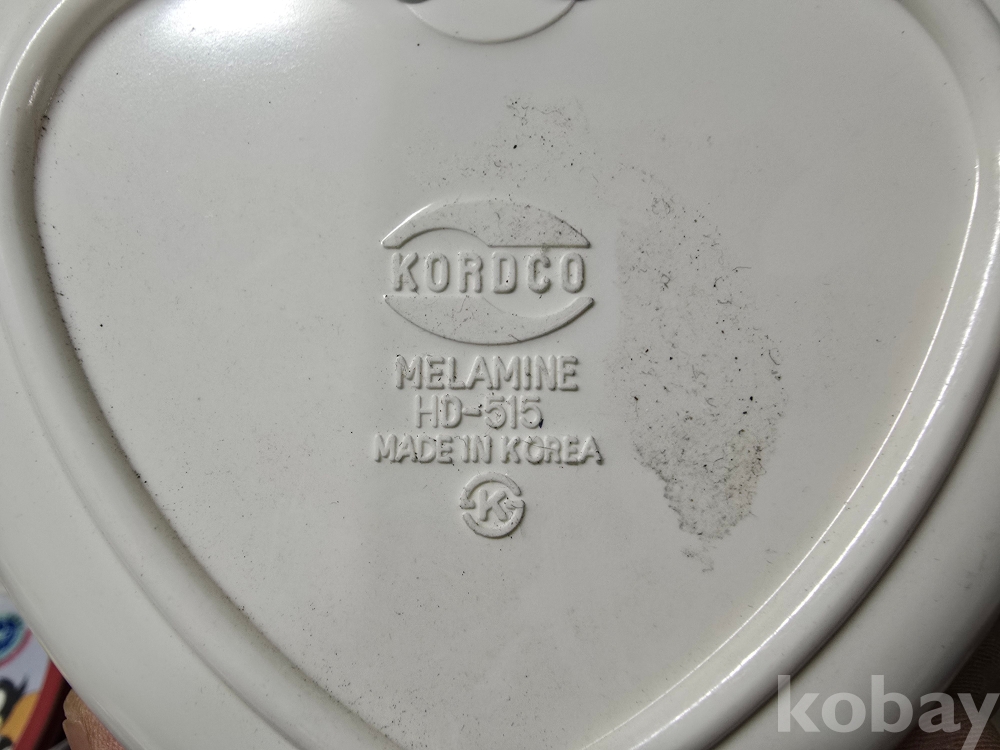 KORDCO
MELAMINE
HD-515
MADE IN KOREA
K
kobay